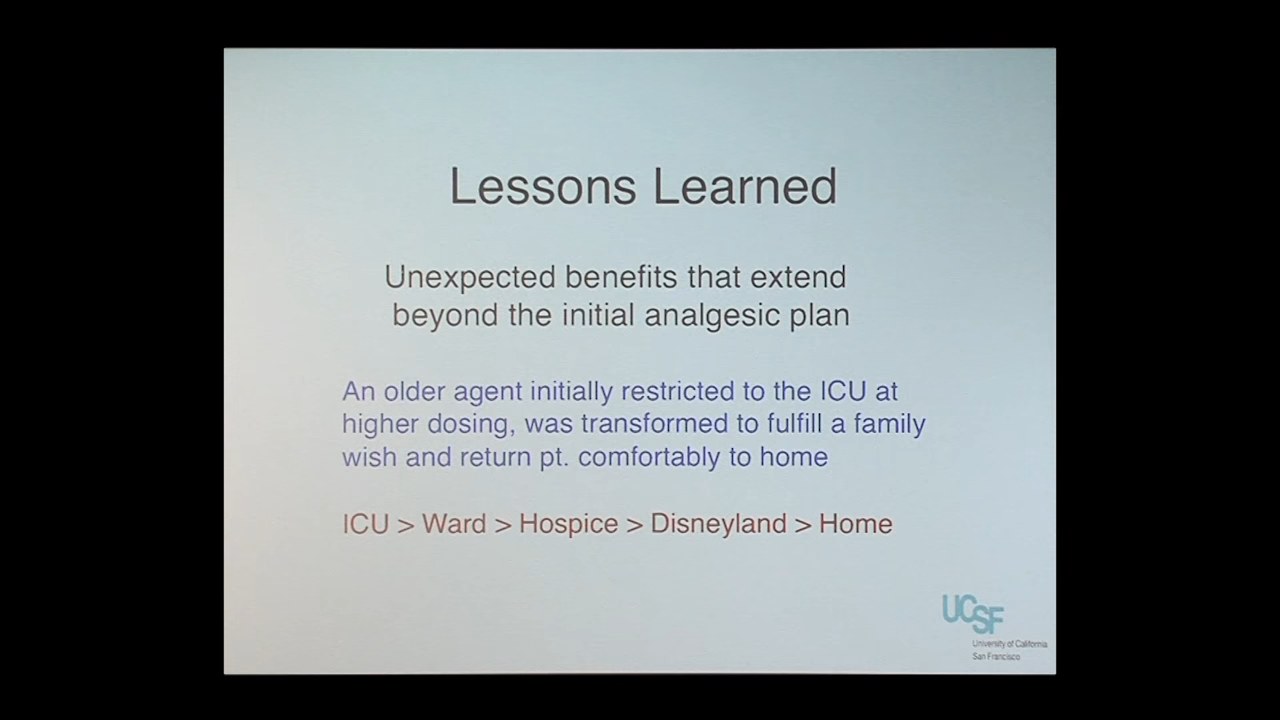 Lessons Learned
Unexpected benefits that extend
beyond the initial analgesic plan
An older agent initially restricted to the ICU at
higher dosing, was transformed to fulfill a family
wish and return pt. comfortably to home
ICU > Ward > Hospice > Disneyland > Home
UCSF
University of California
San Francisco